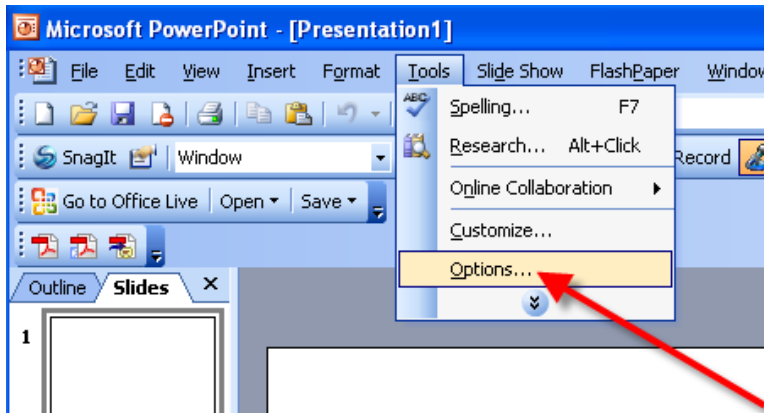 Microsoft PowerPoint - [Presentation1]
File Edit View Insert Format Tools Slide Show FlashPaper Window
ABC Spelling... F7
SnagIt Window Research... Alt+Click Record
Go to Office Live Open Save Online Collaboration
Customize...
Options...
Outline Slides X
1